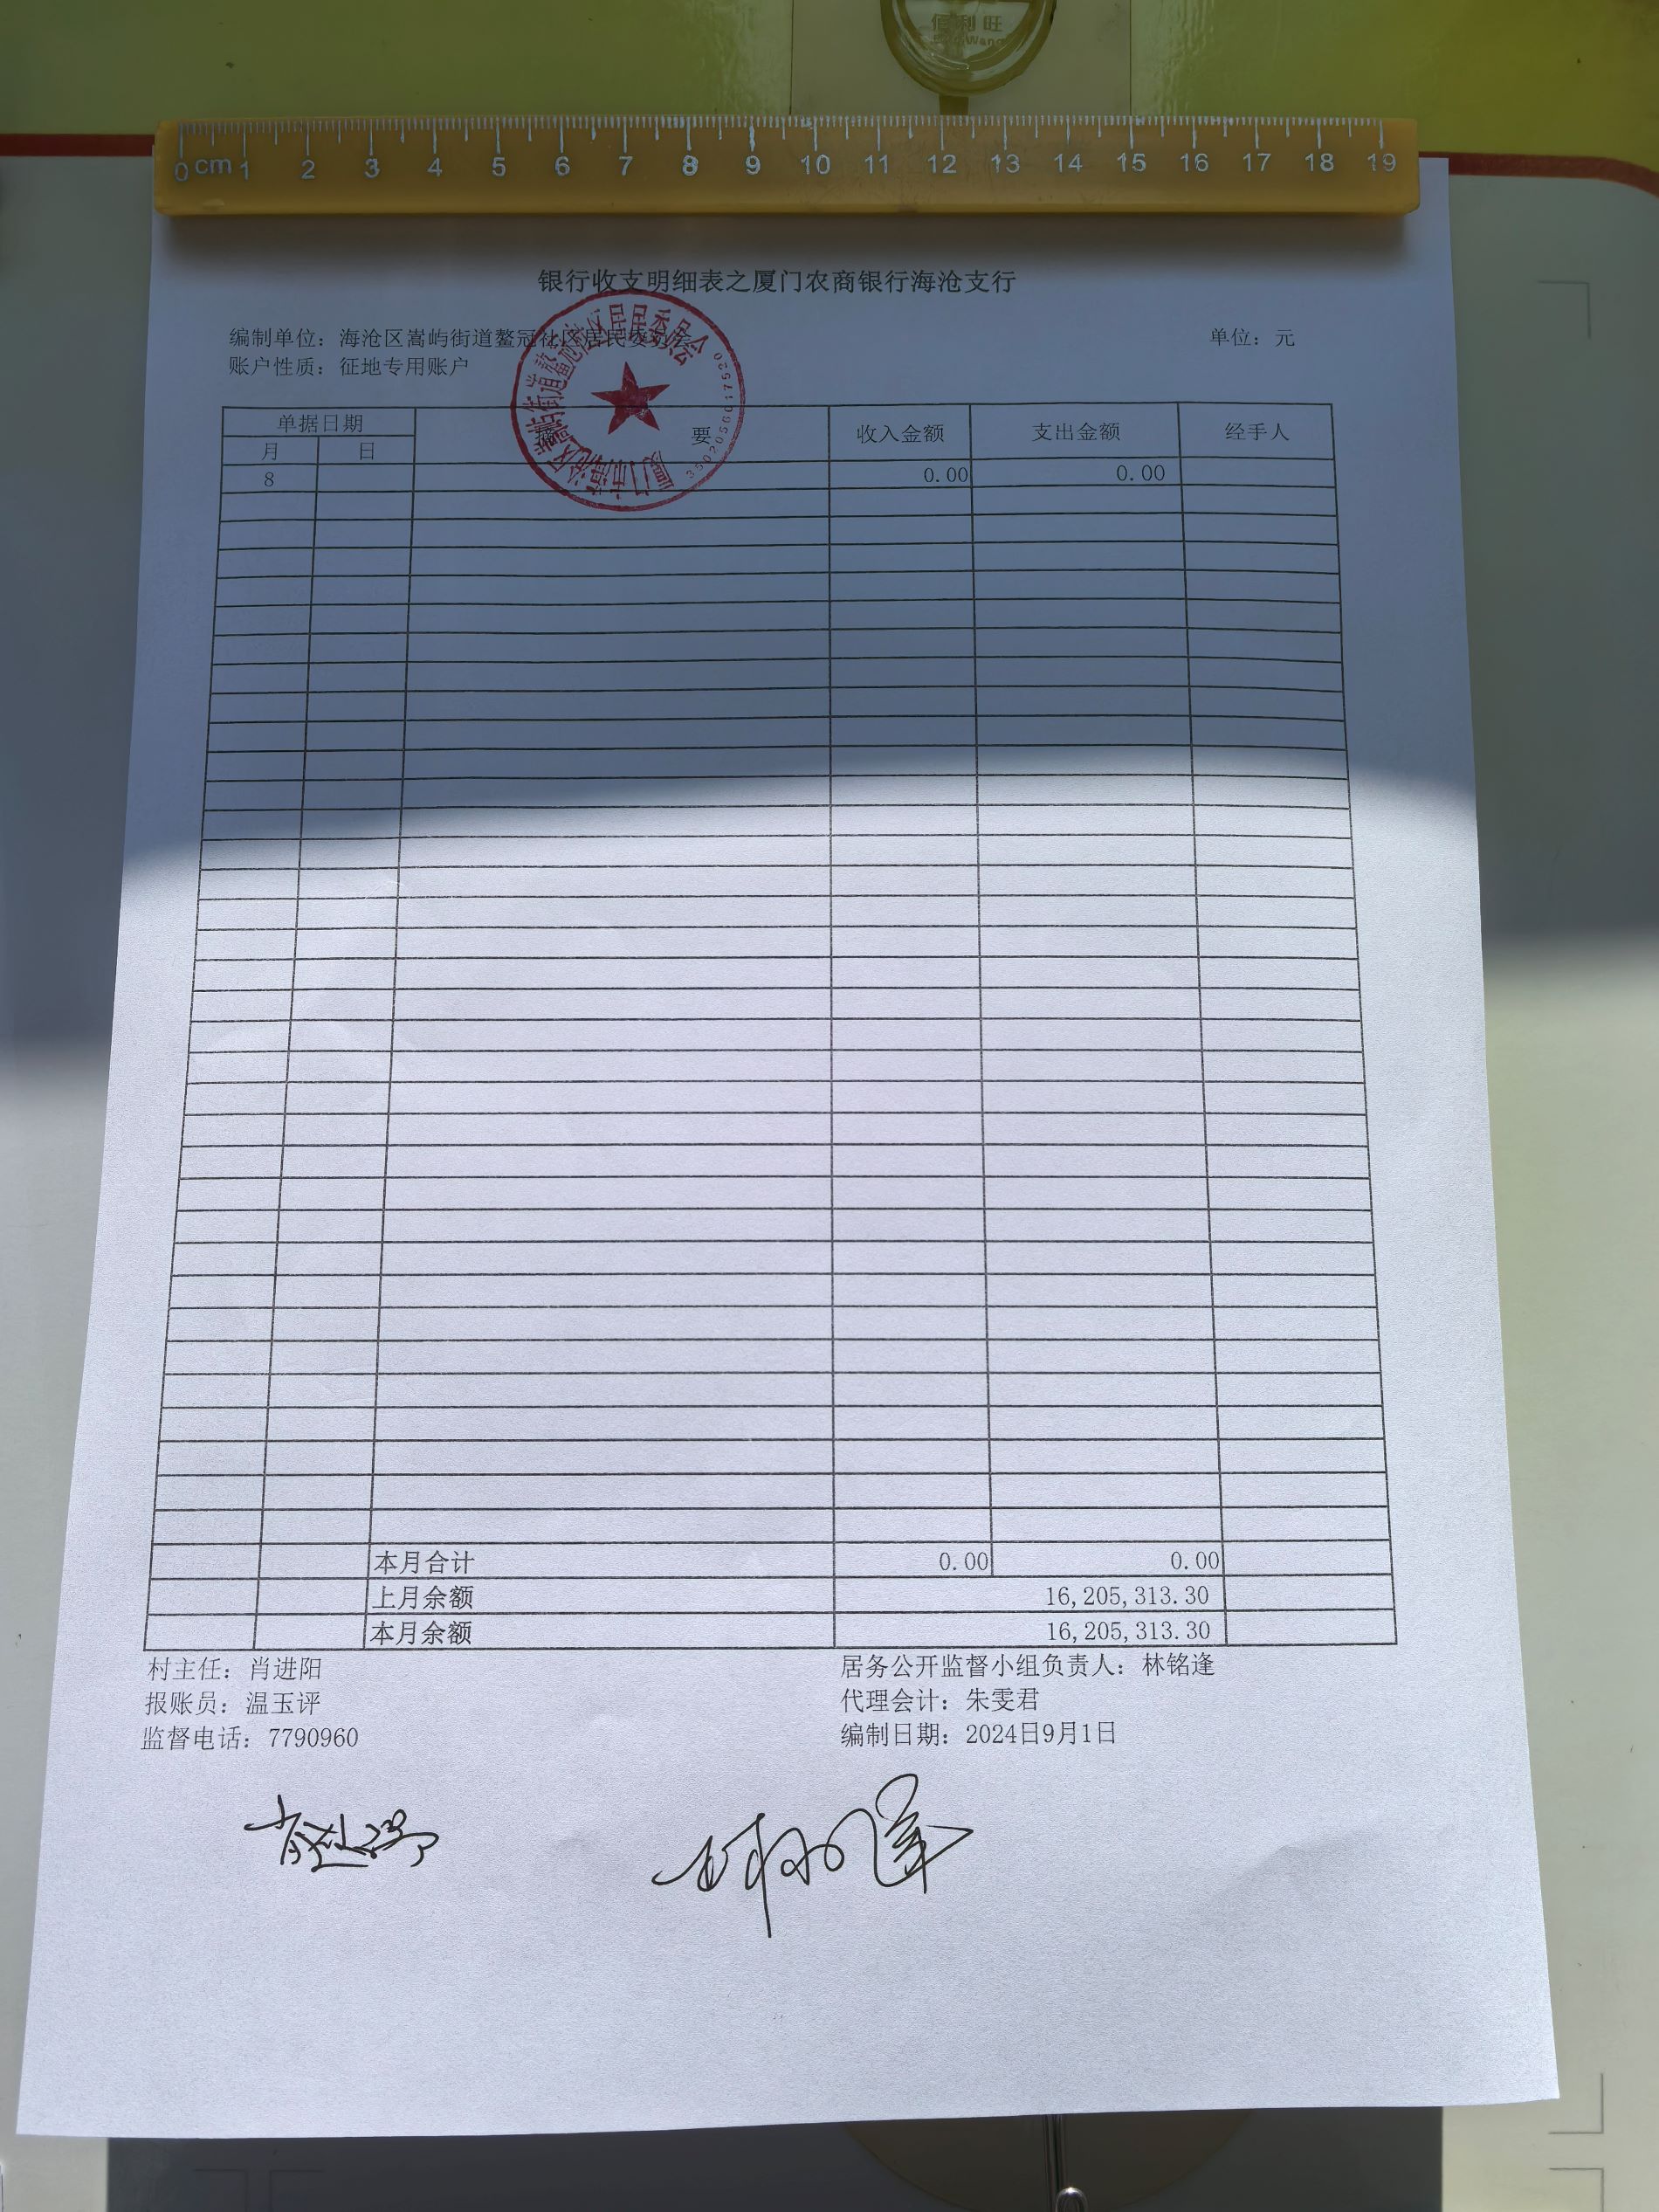 佰利旺
0 cm 1 2 3 4 5 6 7 8 9 10 11 12 13 14 15 16 17 18 19
银行收支明细表之厦门农商银行海沧支行
编制单位：海沧区嵩屿街道鳌冠社区居民委员会 单位：元
账户性质：征地专用账户
单据日期 摘 要 收入金额 支出金额 经手人
月 日
8 0.00 0.00
本月合计 0.00 0.00
上月余额 16,205,313.30
本月余额 16,205,313.30
村主任：肖进阳 居务公开监督小组负责人：林铭逢
报账员：温玉评 代理会计：朱雯君
监督电话：7790960 编制日期：2024日9月1日